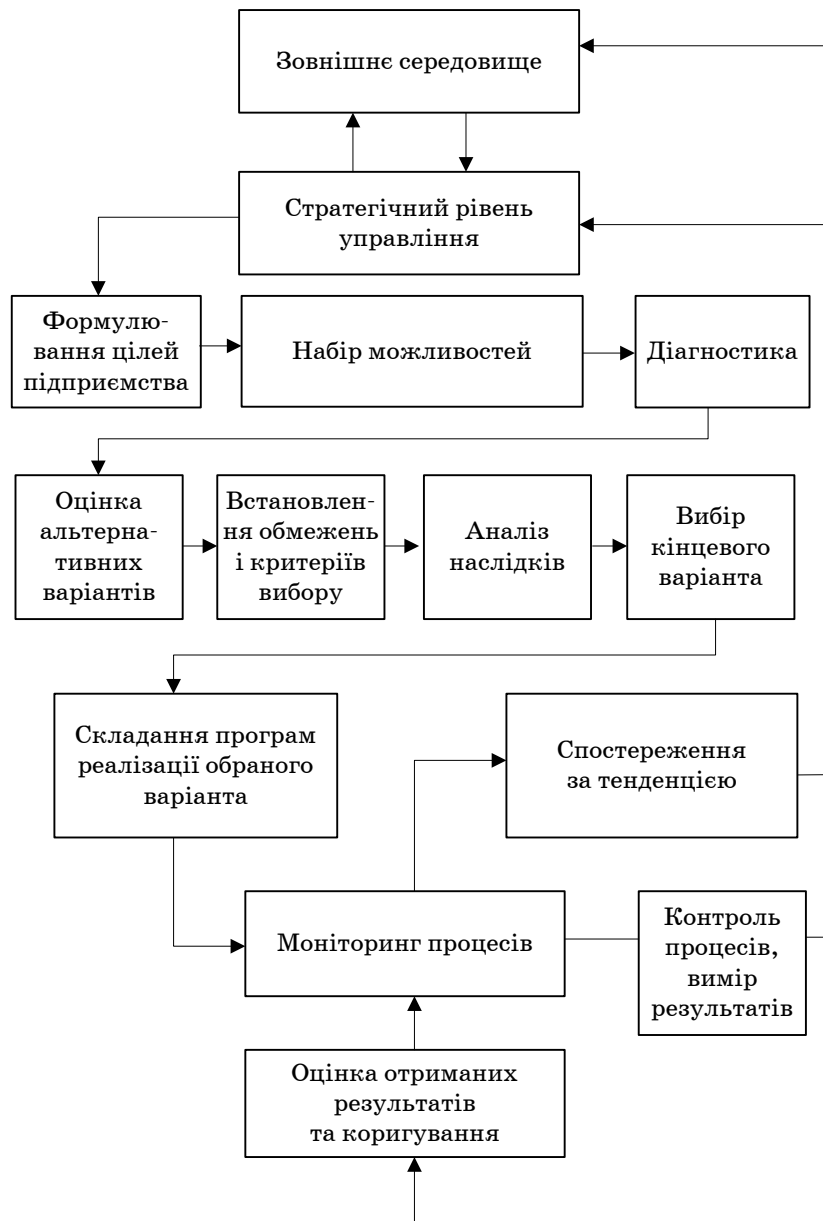 Зовнішнє середовище
Стратегічний рівень
управління
Формулю-
вання цілей
підприємства
Набір можливостей
Діагностика
Оцінка
альтерна-
тивних
варіантів
Встановлен-
ня обмежень
і критеріїв
вибору
Аналіз
наслідків
Вибір
кінцевого
варіанта
Складання програм
реалізації обраного
варіанта
Спостереження
за тенденцією
Моніторинг процесів
Контроль
процесів,
вимір
результатів
Оцінка отриманих
результатів
та коригування